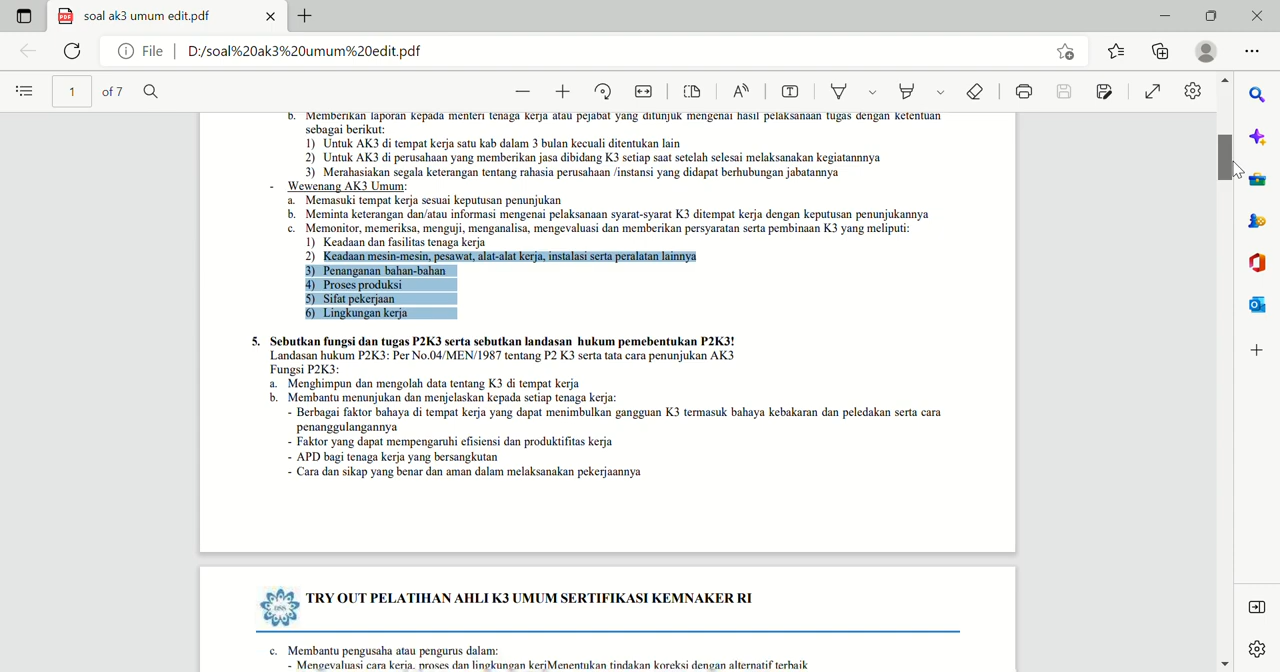 soal ak3 umum edit.pdf
File D:/soal%20ak3%20umum%20edit.pdf
1 of 7
b. Memberikan laporan kepada menteri tenaga kerja atau pejabat yang ditunjuk mengenai hasil pelaksanaan tugas dengan ketentuan
sebagai berikut:
1) Untuk AK3 di tempat kerja satu kab dalam 3 bulan kecuali ditentukan lain
2) Untuk AK3 di perusahaan yang memberikan jasa dibidang K3 setiap saat setelah selesai melaksanakan kegiatannnya
3) Merahasiakan segala keterangan tentang rahasia perusahaan /instansi yang didapat berhubungan jabatannya
- Wewenang AK3 Umum:
a. Memasuki tempat kerja sesuai keputusan penunjukan
b. Meminta keterangan dan/atau informasi mengenai pelaksanaan syarat-syarat K3 ditempat kerja dengan keputusan penunjukannya
c. Memonitor, memeriksa, menguji, menganalisa, mengevaluasi dan memberikan persyaratan serta pembinaan K3 yang meliputi:
1) Keadaan dan fasilitas tenaga kerja
2) Keadaan mesin-mesin, pesawat, alat-alat kerja, instalasi serta peralatan lainnya
3) Penanganan bahan-bahan
4) Proses produksi
5) Sifat pekerjaan
6) Lingkungan kerja
5. Sebutkan fungsi dan tugas P2K3 serta sebutkan landasan hukum pemebentukan P2K3!
Landasan hukum P2K3: Per No.04/MEN/1987 tentang P2 K3 serta tata cara penunjukan AK3
Fungsi P2K3:
a. Menghimpun dan mengolah data tentang K3 di tempat kerja
b. Membantu menunjukan dan menjelaskan kepada setiap tenaga kerja:
- Berbagai faktor bahaya di tempat kerja yang dapat menimbulkan gangguan K3 termasuk bahaya kebakaran dan peledakan serta cara
penanggulangannya
- Faktor yang dapat mempengaruhi efisiensi dan produktifitas kerja
- APD bagi tenaga kerja yang bersangkutan
- Cara dan sikap yang benar dan aman dalam melaksanakan pekerjaannya
TRY OUT PELATIHAN AHLI K3 UMUM SERTIFIKASI KEMNAKER RI
c. Membantu pengusaha atau pengurus dalam:
- Mengevaluasi cara kerja, proses dan lingkungan kerjMenentukan tindakan koreksi dengan alternatif terbaik